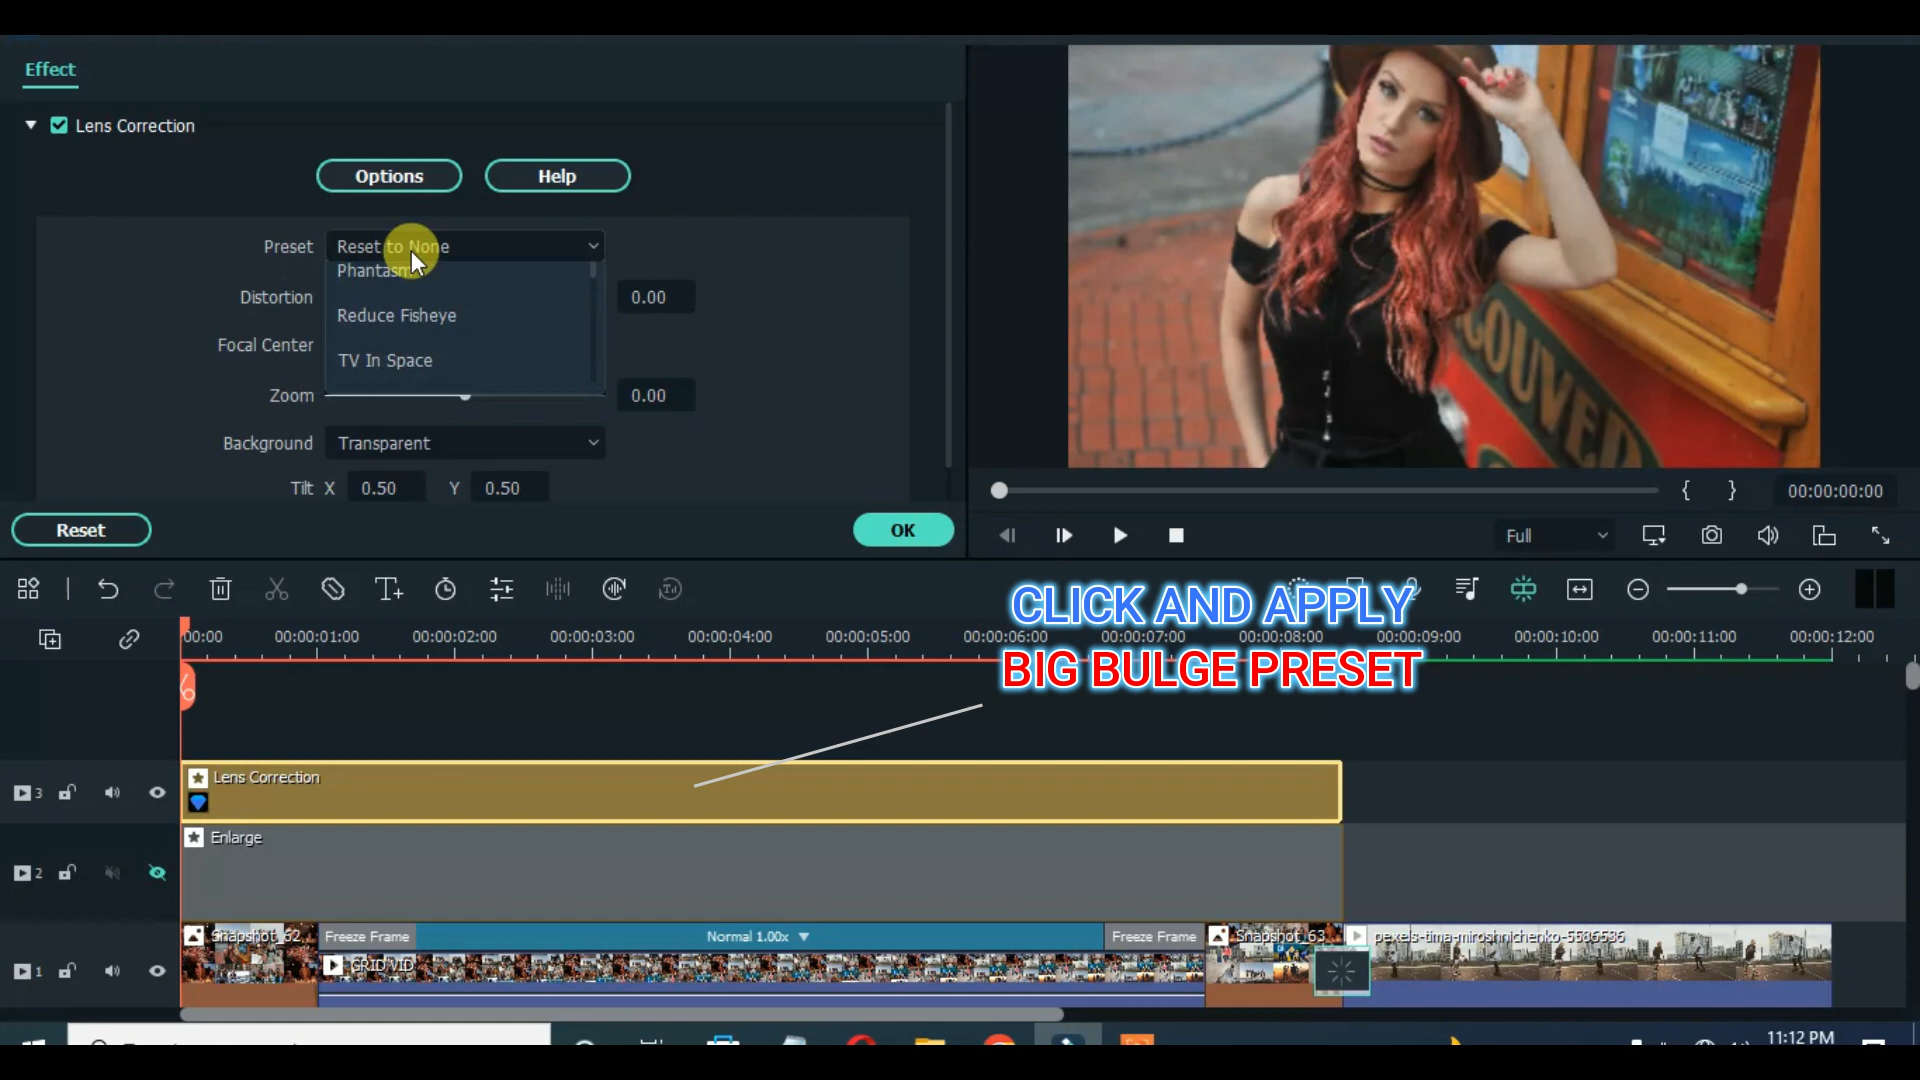 Effect
Lens Correction
Options Help
Preset Reset to None
Phantasm
Distortion 0.00
Reduce Fisheye
Focal Center
TV In Space
Zoom 0.00
Background Transparent
Tilt X 0.50 Y 0.50
Reset OK
00:00:00:00
Full
CLICK AND APPLY
00:00 00:00:01:00 00:00:02:00 00:00:03:00 00:00:04:00 00:00:05:00 00:00:06:00 00:00:07:00 00:00:08:00 00:00:09:00 00:00:10:00 00:00:11:00 00:00:12:00
BIG BULGE PRESET
Lens Correction
3
Enlarge
2
Snapshot_62 Freeze Frame Normal 1.00x Freeze Frame Snapshot_63 pexels-tima-miroshnichenko-5586536
GRID VID
1
11:12 PM